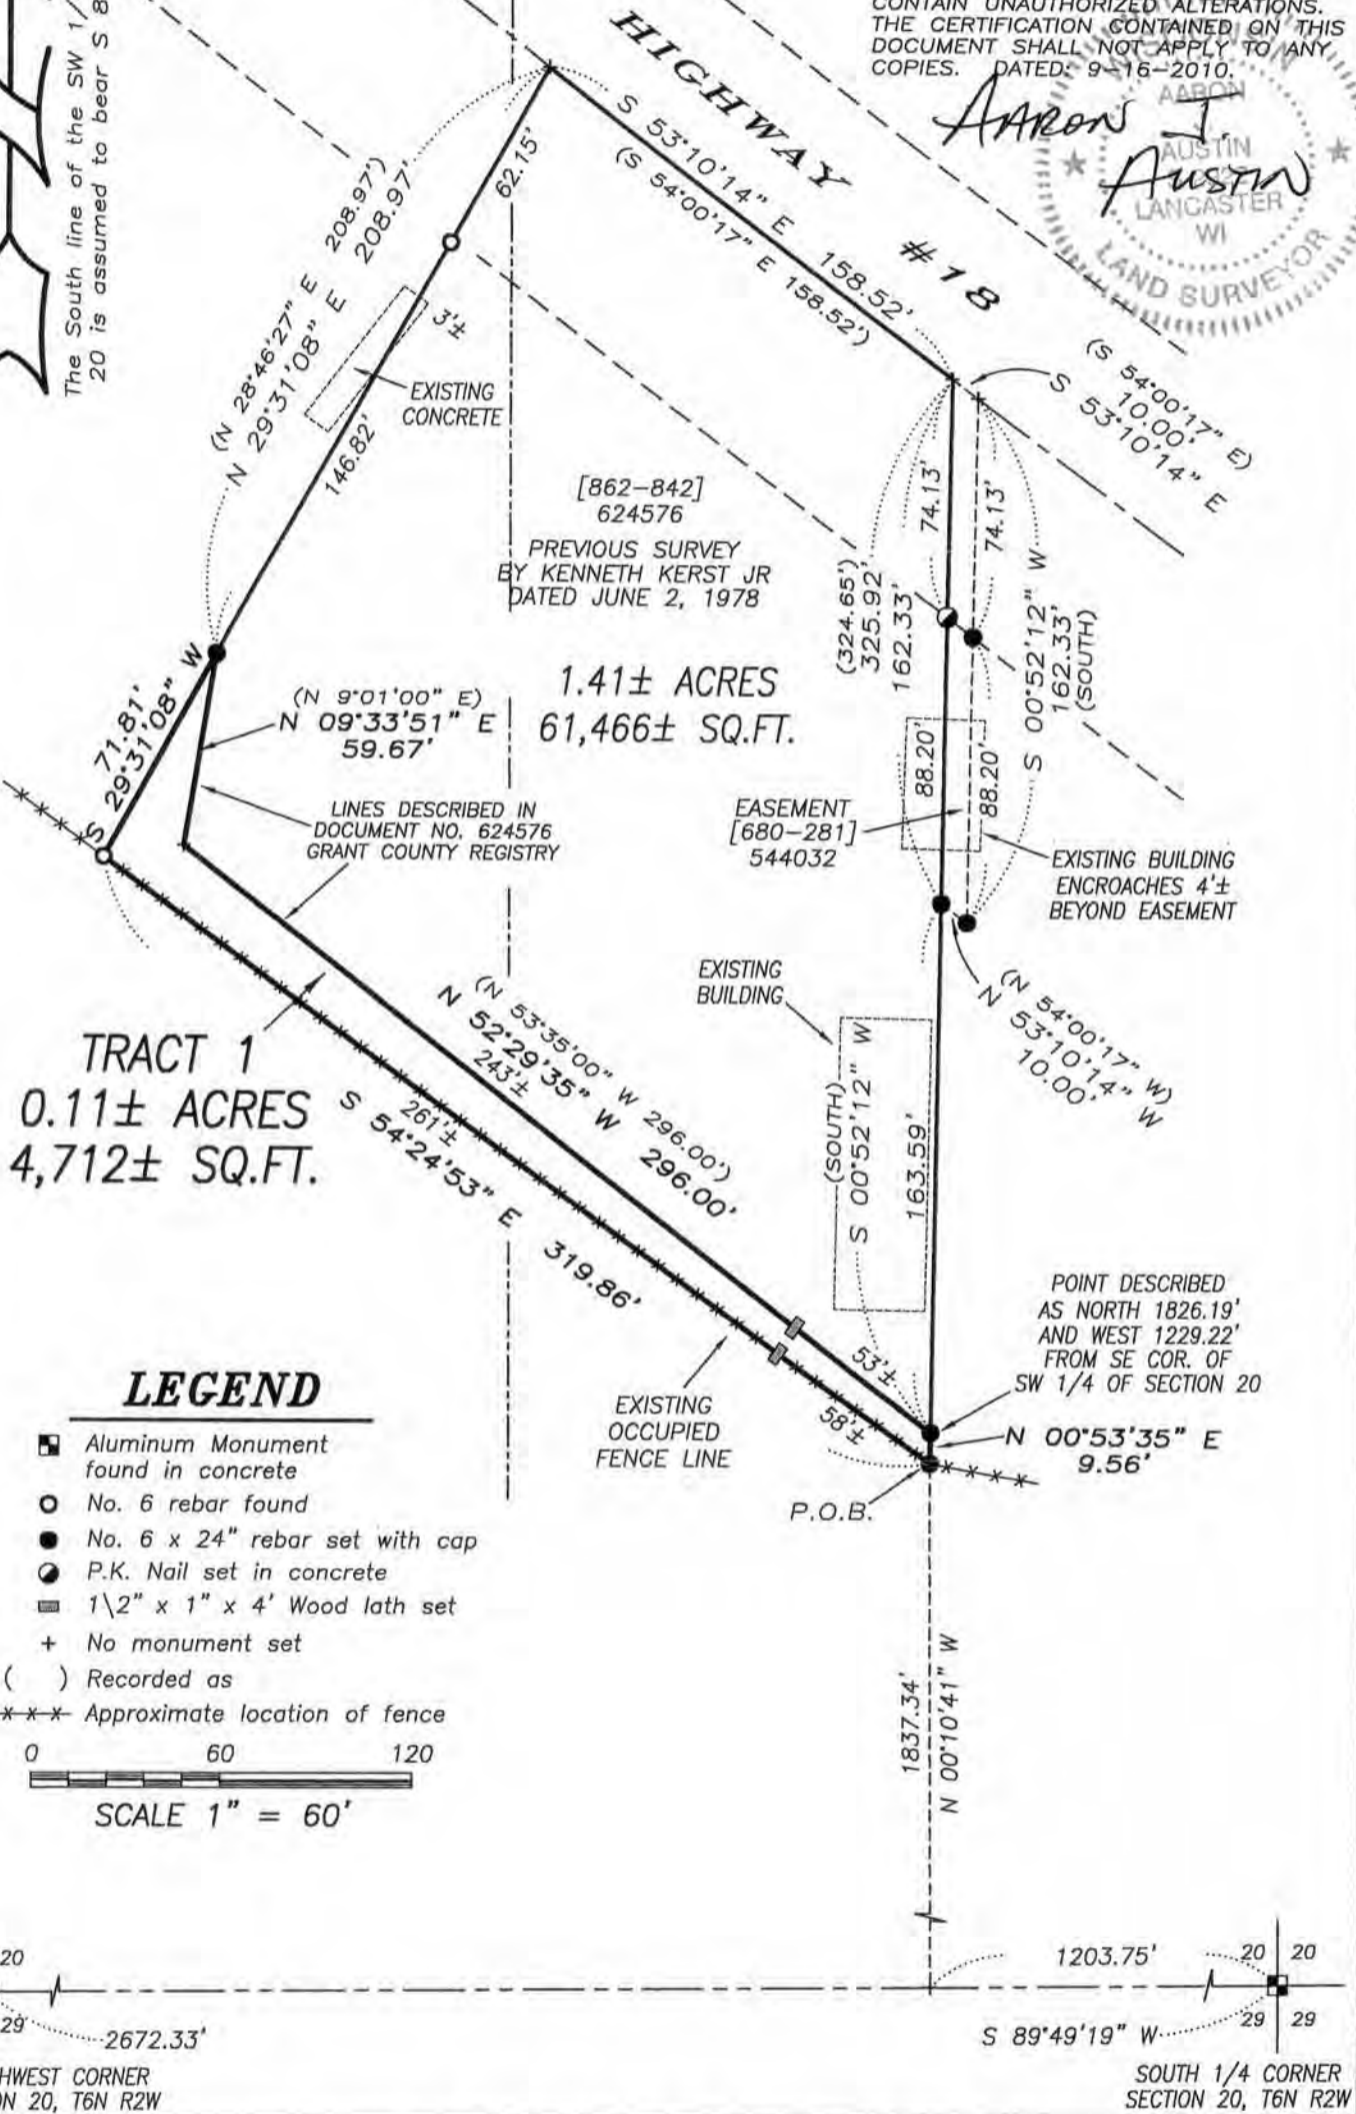 The South line of the SW 1
20 is assumed to bear S 8
CONTAIN UNAUTHORIZED ALTERATIONS.
THE CERTIFICATION CONTAINED ON THIS
DOCUMENT SHALL NOT APPLY TO ANY
COPIES. DATED: 9-16-2010.
AARON J.
AUSTIN
WISCONSIN
AARON
AUSTIN
LANCASTER
WI
LAND SURVEYOR
HIGHWAY #18
S 53°10'14" E 158.52'
(S 54°00'17" E 158.52')
62.15'
(N 28°46'27" E 208.97')
N 29°31'08" E 208.97'
3'±
EXISTING
CONCRETE
146.82'
(S 54°00'17" E)
10.00'
S 53°10'14" E
[862-842]
624576
PREVIOUS SURVEY
BY KENNETH KERST JR
DATED JUNE 2, 1978
74.13'
74.13'
(324.65')
325.92'
162.33'
S 00°52'12" W
162.33'
(SOUTH)
1.41± ACRES
61,466± SQ.FT.
71.81'
S 29°31'08" W
(N 9°01'00" E)
N 09°33'51" E
59.67'
LINES DESCRIBED IN
DOCUMENT NO. 624576
GRANT COUNTY REGISTRY
88.20'
88.20'
EASEMENT
[680-281]
544032
EXISTING BUILDING
ENCROACHES 4'±
BEYOND EASEMENT
EXISTING
BUILDING
(N 54°00'17" W)
N 53°10'14" W
10.00'
TRACT 1
0.11± ACRES
4,712± SQ.FT.
(N 53°35'00" W 296.00')
N 52°29'35" W 296.00'
243'±
261'±
S 54°24'53" E 319.86'
(SOUTH)
S 00°52'12" W
163.59'
53'±
58'±
POINT DESCRIBED
AS NORTH 1826.19'
AND WEST 1229.22'
FROM SE COR. OF
SW 1/4 OF SECTION 20
N 00°53'35" E
9.56'
EXISTING
OCCUPIED
FENCE LINE
P.O.B.
LEGEND
Aluminum Monument
found in concrete
No. 6 rebar found
No. 6 x 24" rebar set with cap
P.K. Nail set in concrete
1\2" x 1" x 4' Wood lath set
+ No monument set
( ) Recorded as
x x x Approximate location of fence
0 60 120
SCALE 1" = 60'
1837.34'
N 00°10'41" W
20
29
2672.33'
HWEST CORNER
N 20, T6N R2W
1203.75'
20 20
29 29
S 89°49'19" W
SOUTH 1/4 CORNER
SECTION 20, T6N R2W